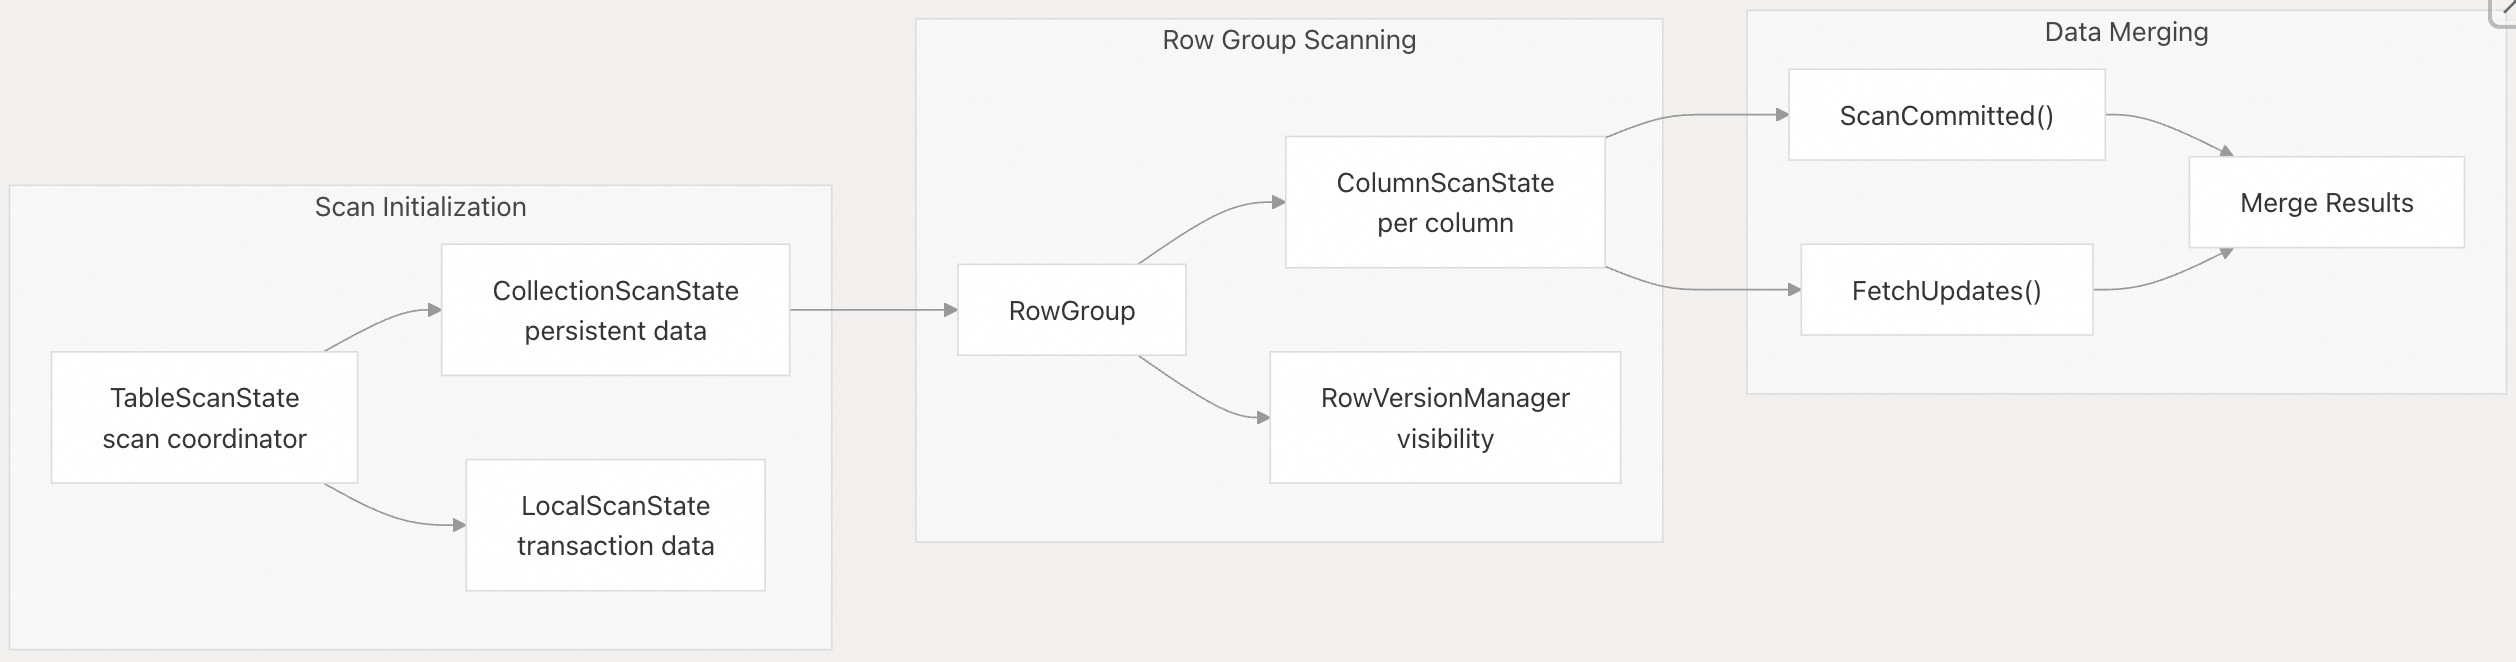 Scan Initialization
TableScanState
scan coordinator
CollectionScanState
persistent data
LocalScanState
transaction data
Row Group Scanning
RowGroup
ColumnScanState
per column
RowVersionManager
visibility
Data Merging
ScanCommitted()
FetchUpdates()
Merge Results